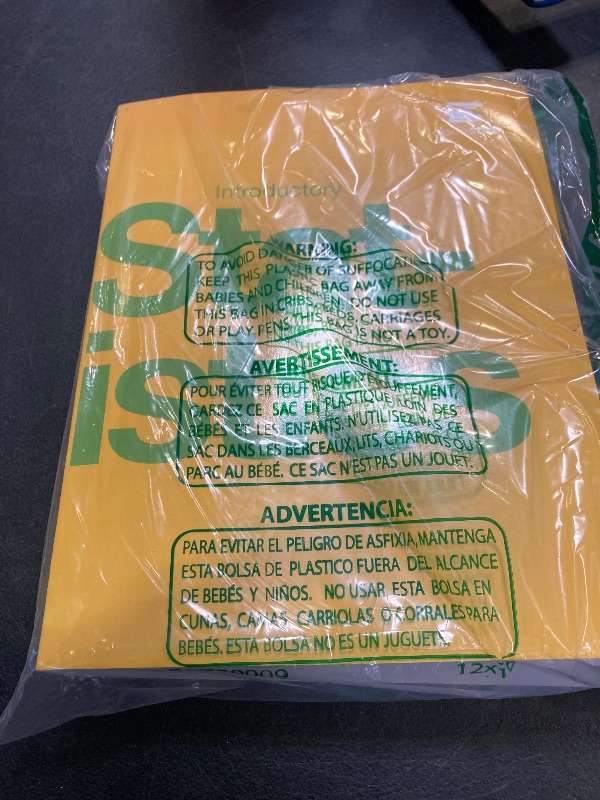 Introductory
Stat-
istics
WARNING:
TO AVOID DANGER OF SUFFOCATION,
KEEP THIS PLASTIC BAG AWAY FROM
BABIES AND CHILDREN. DO NOT USE
THIS BAG IN CRIBS, BEDS, CARRIAGES
OR PLAY PENS. THIS BAG IS NOT A TOY.
AVERTISSEMENT:
POUR ÉVITER TOUT RISQUE D'ÉTOUFFEMENT,
GARDEZ CE SAC EN PLASTIQUE LOIN DES
BÉBÉS ET LES ENFANTS. N'UTILISEZ PAS CE
SAC DANS LES BERCEAUX, LITS, CHARIOTS OU
PARC AU BÉBÉ. CE SAC N'EST PAS UN JOUET.
ADVERTENCIA:
PARA EVITAR EL PELIGRO DE ASFIXIA, MANTENGA
ESTA BOLSA DE PLASTICO FUERA DEL ALCANCE
DE BEBÉS Y NIÑOS. NO USAR ESTA BOLSA EN
CUNAS, CAMAS, CARRIOLAS O CORRALES PARA
BEBÉS. ESTA BOLSA NO ES UN JUGUETE.